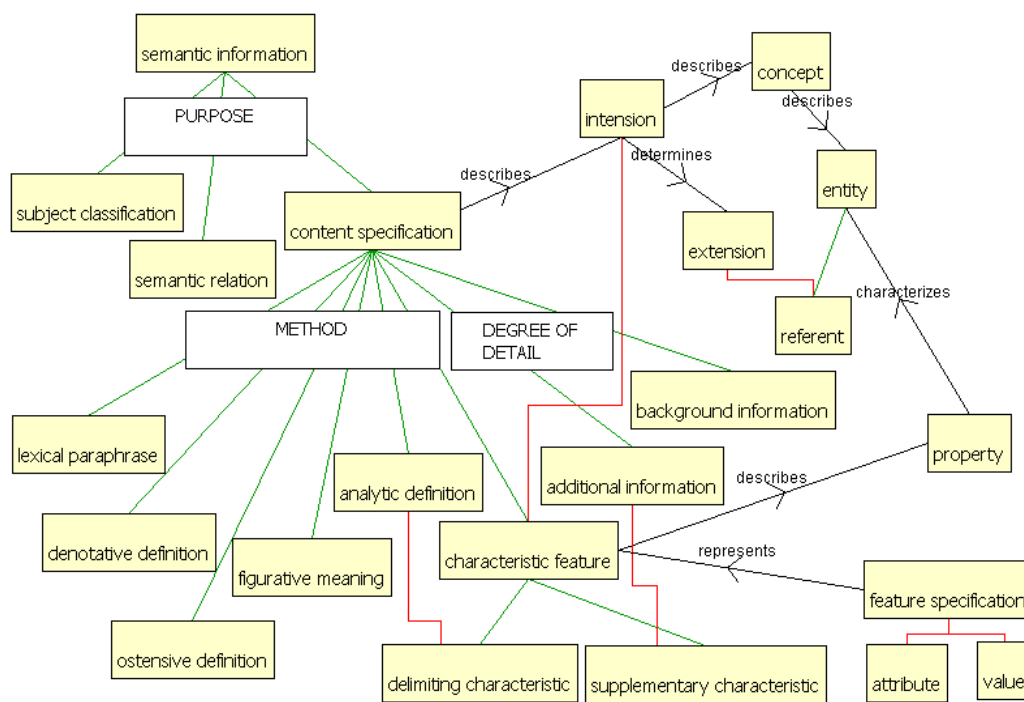 semantic information
PURPOSE
subject classification
semantic relation
content specification
describes
intension
describes
concept
describes
determines
entity
extension
characterizes
referent
METHOD
DEGREE OF
DETAIL
background information
lexical paraphrase
property
analytic definition
additional information
describes
denotative definition
figurative meaning
characteristic feature
represents
feature specification
ostensive definition
delimiting characteristic
supplementary characteristic
attribute
value